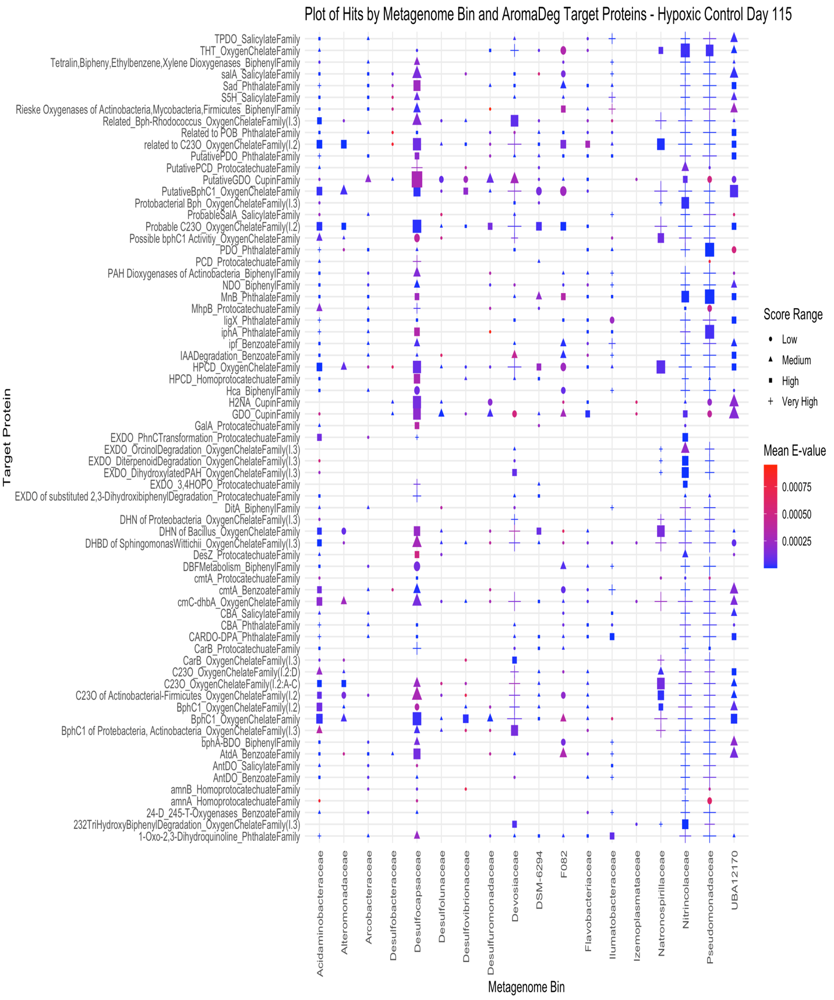 Plot of Hits by Metagenome Bin and AromaDeg Target Proteins - Hypoxic Control Day 115
TPDO_SalicylateFamily
THT_OxygenChelateFamily
Tetralin,Bipheny,Ethylbenzene,Xylene Dioxygenases_BiphenylFamily
salA_SalicylateFamily
Sad_PhthalateFamily
S5H_SalicylateFamily
Rieske Oxygenases of Actinobacteria,Mycobacteria,Firmicutes_BiphenylFamily
Related_Bph-Rhodococcus_OxygenChelateFamily(I.3)
Related to POB_PhthalateFamily
related to C23O_OxygenChelateFamily(I.2)
PutativePDO_PhthalateFamily
PutativePCD_ProtocatechuateFamily
PutativeGDO_CupinFamily
PutativeBphC1_OxygenChelateFamily
Protobacterial Bph_OxygenChelateFamily(I.3)
ProbableSalA_SalicylateFamily
Probable C23O_OxygenChelateFamily(I.2)
Possible bphC1 Activitiy_OxygenChelateFamily
PDO_PhthalateFamily
PCD_ProtocatechuateFamily
PAH Dioxygenases of Actinobacteria_BiphenylFamily
NDO_BiphenylFamily
MnB_PhthalateFamily
MhpB_ProtocatechuateFamily
ligX_PhthalateFamily
iphA_PhthalateFamily
ipf_BenzoateFamily
IAADegradation_BenzoateFamily
HPCD_OxygenChelateFamily
HPCD_HomoprotocatechuateFamily
Hca_BiphenylFamily
H2NA_CupinFamily
GDO_CupinFamily
GalA_ProtocatechuateFamily
EXDO_PhnCTransformation_ProtocatechuateFamily
EXDO_OrcinolDegradation_OxygenChelateFamily(I.3)
EXDO_DiterpenoidDegradation_OxygenChelateFamily(I.3)
EXDO_DihydroxylatedPAH_OxygenChelateFamily(I.3)
EXDO_3,4HOPO_ProtocatechuateFamily
EXDO of substituted 2,3-DihydroxibiphenylDegradation_ProtocatechuateFamily
DitA_BiphenylFamily
DHN of Proteobacteria_OxygenChelateFamily(I.3)
DHN of Bacillus_OxygenChelateFamily
DHBD of SphingomonasWittichii_OxygenChelateFamily(I.3)
DesZ_ProtocatechuateFamily
DBFMetabolism_BiphenylFamily
cmtA_ProtocatechuateFamily
cmtA_BenzoateFamily
cmC-dhbA_OxygenChelateFamily
CBA_SalicylateFamily
CBA_PhthalateFamily
CARDO-DPA_PhthalateFamily
CarB_ProtocatechuateFamily
CarB_OxygenChelateFamily(I.3)
C23O_OxygenChelateFamily(I.2:D)
C23O_OxygenChelateFamily(I.2:A-C)
C23O of Actinobacterial-Firmicutes_OxygenChelateFamily(I.2)
BphC1_OxygenChelateFamily(I.2)
BphC1_OxygenChelateFamily
BphC1 of Protebacteria, Actinobacteria_OxygenChelateFamily(I.3)
bphA-BDO_BiphenylFamily
AtdA_BenzoateFamily
AntDO_SalicylateFamily
AntDO_BenzoateFamily
amnB_HomoprotocatechuateFamily
amnA_HomoprotocatechuateFamily
24-D_245-T-Oxygenases_BenzoateFamily
232TriHydroxyBiphenylDegradation_OxygenChelateFamily(I.3)
1-Oxo-2,3-Dihydroquinoline_PhthalateFamily
Target Protein
Acidaminobacteraceae
Alteromonadaceae
Arcobacteraceae
Desulfobacteraceae
Desulfocapsaceae
Desulfolunaceae
Desulfovibrionaceae
Desulfuromonadaceae
Devosiaceae
DSM-6294
F082
Flavobacteriaceae
Ilumatobacteraceae
Izemoplasmataceae
Natronospirillaceae
Nitrincolaceae
Pseudomonadaceae
UBA12170
Metagenome Bin
Score Range
Low
Medium
High
Very High
Mean E-value
0.00075
0.00050
0.00025